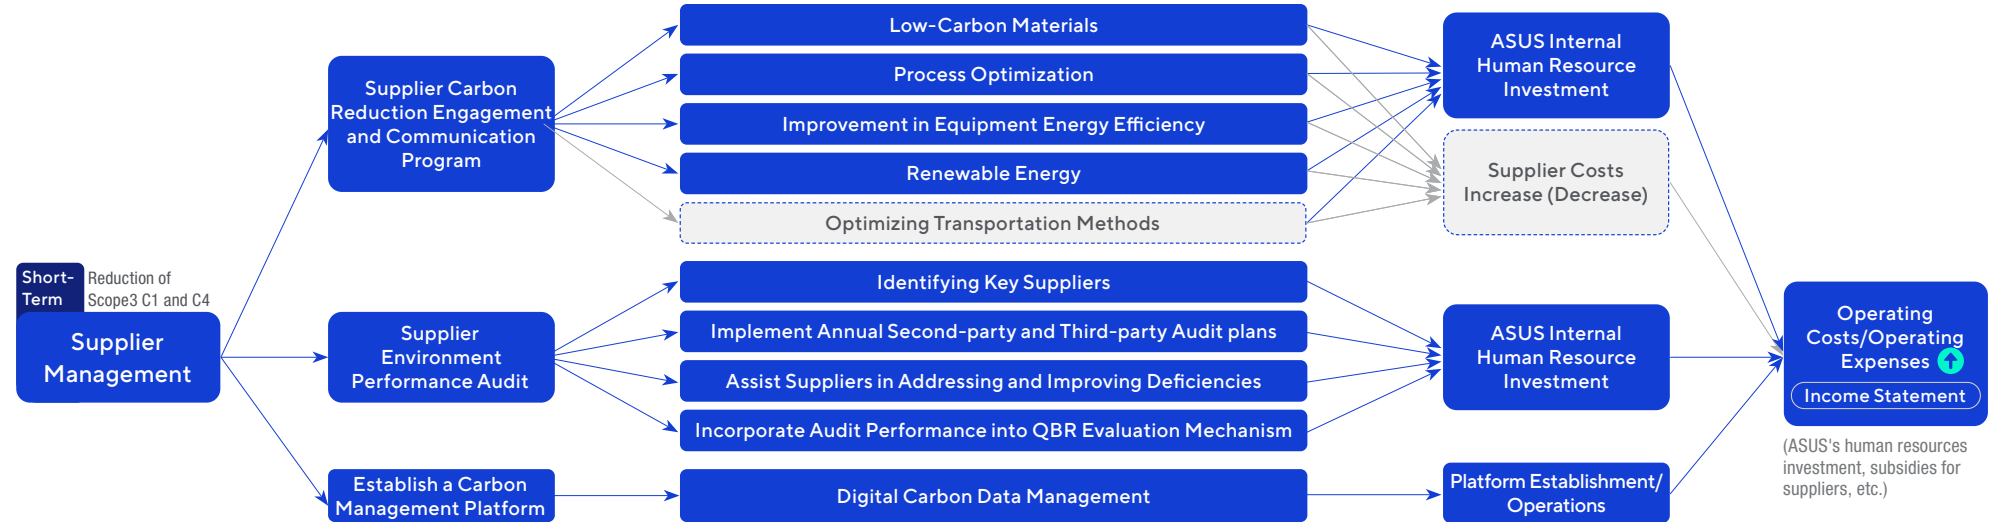 Short-
Term
Reduction of
Scope3 C1 and C4
Supplier
Management
Supplier Carbon
Reduction Engagement
and Communication
Program
Supplier
Environment
Performance Audit
Establish a Carbon
Management Platform
Low-Carbon Materials
Process Optimization
Improvement in Equipment Energy Efficiency
Renewable Energy
Optimizing Transportation Methods
Identifying Key Suppliers
Implement Annual Second-party and Third-party Audit plans
Assist Suppliers in Addressing and Improving Deficiencies
Incorporate Audit Performance into QBR Evaluation Mechanism
Digital Carbon Data Management
ASUS Internal
Human Resource
Investment
Supplier Costs
Increase (Decrease)
ASUS Internal
Human Resource
Investment
Platform Establishment/
Operations
Operating
Costs/Operating
Expenses
Income Statement
(ASUS's human resources
investment, subsidies for
suppliers, etc.)